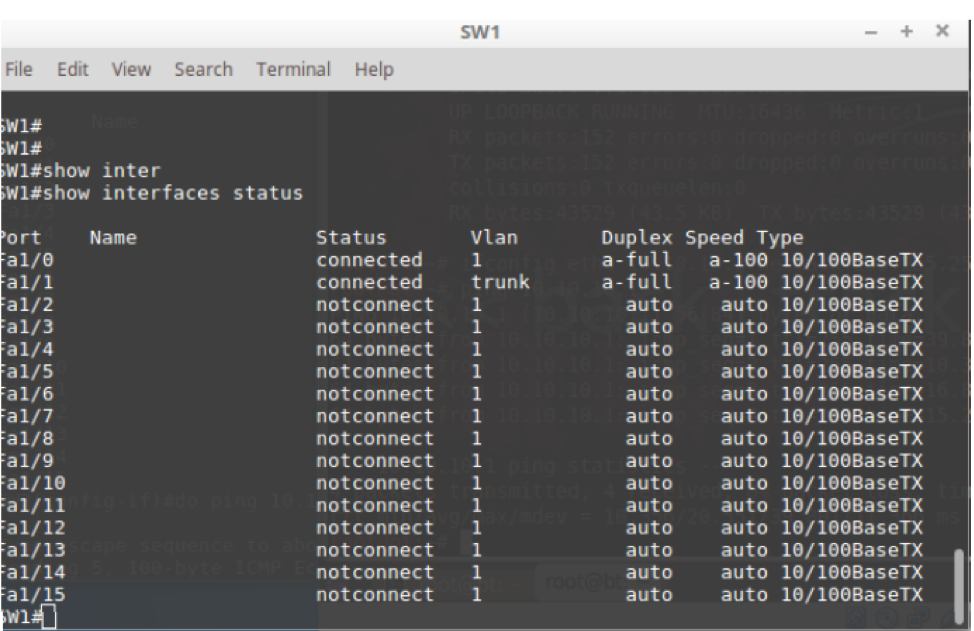 SW1
File Edit View Search Terminal Help
SW1#
SW1#
SW1#show inter
SW1#show interfaces status
Port Name Status Vlan Duplex Speed Type
Fa1/0 connected 1 a-full a-100 10/100BaseTX
Fa1/1 connected trunk a-full a-100 10/100BaseTX
Fa1/2 notconnect 1 auto auto 10/100BaseTX
Fa1/3 notconnect 1 auto auto 10/100BaseTX
Fa1/4 notconnect 1 auto auto 10/100BaseTX
Fa1/5 notconnect 1 auto auto 10/100BaseTX
Fa1/6 notconnect 1 auto auto 10/100BaseTX
Fa1/7 notconnect 1 auto auto 10/100BaseTX
Fa1/8 notconnect 1 auto auto 10/100BaseTX
Fa1/9 notconnect 1 auto auto 10/100BaseTX
Fa1/10 notconnect 1 auto auto 10/100BaseTX
Fa1/11 notconnect 1 auto auto 10/100BaseTX
Fa1/12 notconnect 1 auto auto 10/100BaseTX
Fa1/13 notconnect 1 auto auto 10/100BaseTX
Fa1/14 notconnect 1 auto auto 10/100BaseTX
Fa1/15 notconnect 1 auto auto 10/100BaseTX
SW1#